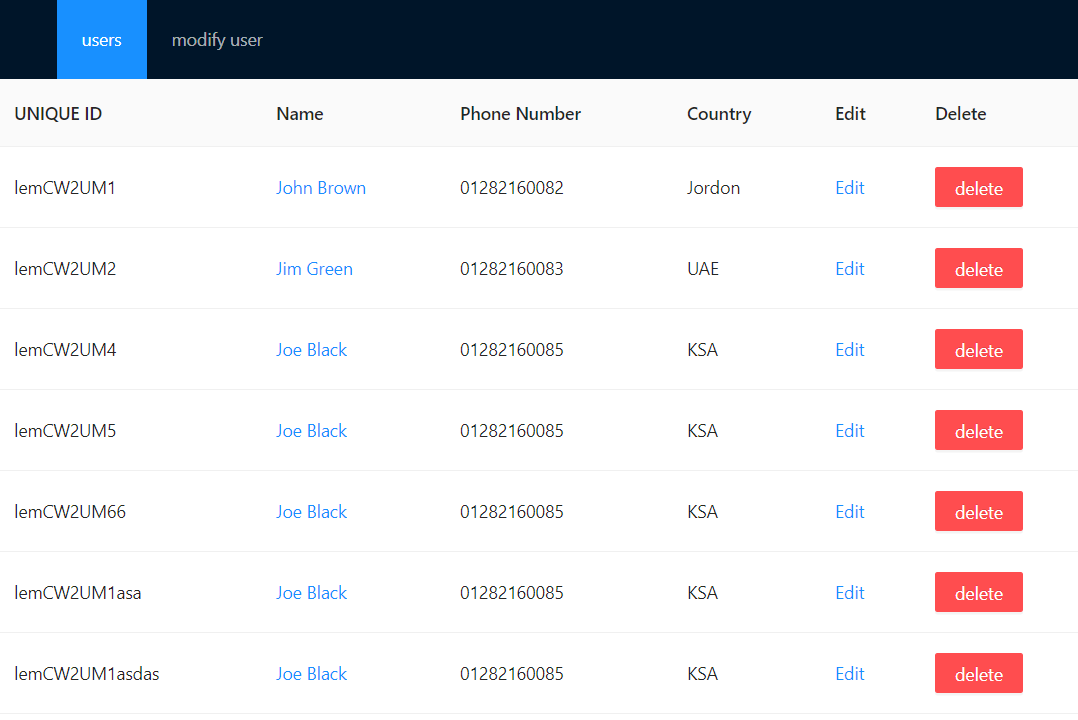 users modify user
UNIQUE ID Name Phone Number Country Edit Delete
lemCW2UM1 John Brown 01282160082 Jordon Edit delete
lemCW2UM2 Jim Green 01282160083 UAE Edit delete
lemCW2UM4 Joe Black 01282160085 KSA Edit delete
lemCW2UM5 Joe Black 01282160085 KSA Edit delete
lemCW2UM66 Joe Black 01282160085 KSA Edit delete
lemCW2UM1asa Joe Black 01282160085 KSA Edit delete
lemCW2UM1asdas Joe Black 01282160085 KSA Edit delete